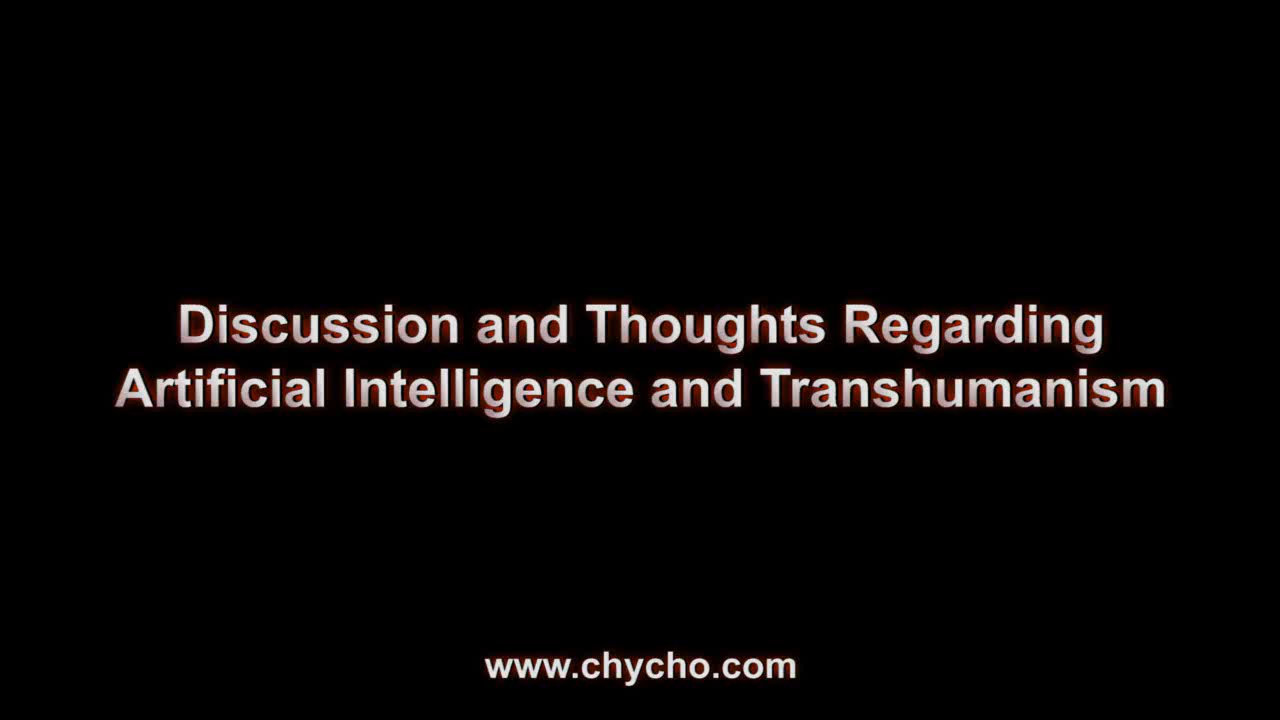 Discussion and Thoughts Regarding
Artificial Intelligence and Transhumanism
www.chycho.com